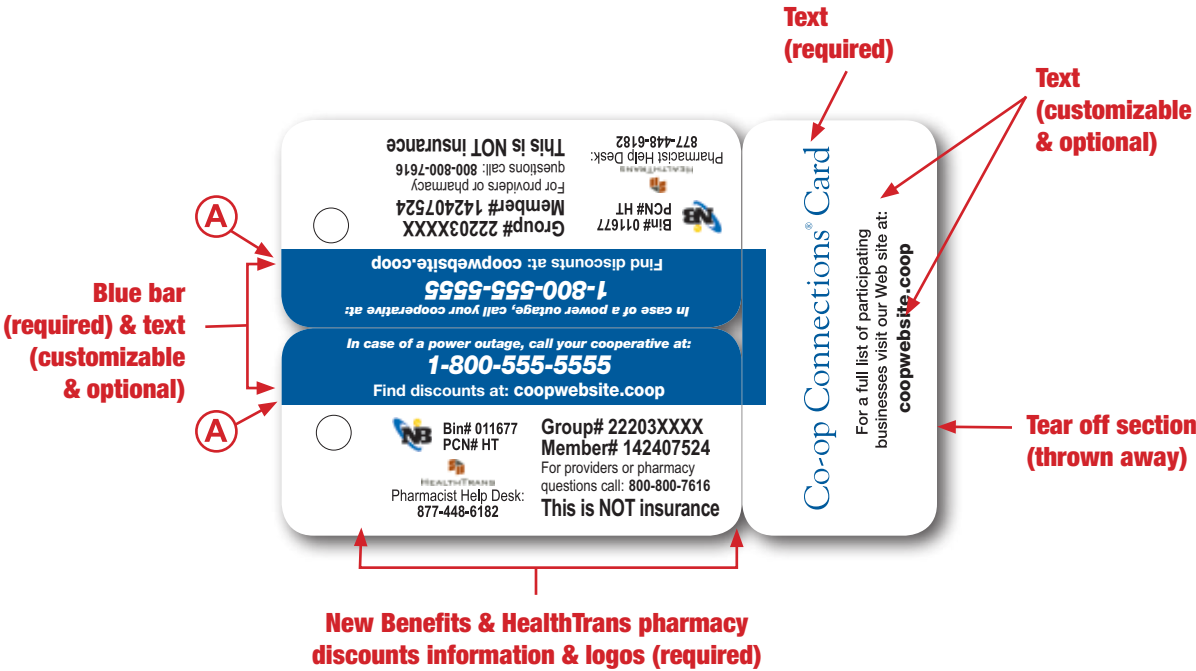 Text
(required)
Text
(customizable
& optional)
This is NOT insurance
questions call: 800-800-7616
For providers or pharmacy
Member# 142407524
Group# 22203XXXX
877-448-6182
Pharmacist Help Desk:
HEALTHTRANS
PCN# HT
Bin# 011677
NB
A
Find discounts at: coopwebsite.coop
1-800-555-5555
In case of a power outage, call your cooperative at:
Blue bar
(required) & text
(customizable
& optional)
In case of a power outage, call your cooperative at:
1-800-555-5555
Find discounts at: coopwebsite.coop
A
NB
Bin# 011677
PCN# HT
HEALTHTRANS
Pharmacist Help Desk:
877-448-6182
Group# 22203XXXX
Member# 142407524
For providers or pharmacy
questions call: 800-800-7616
This is NOT insurance
Co-op Connections® Card
For a full list of participating
businesses visit our Web site at:
coopwebsite.coop
Tear off section
(thrown away)
New Benefits & HealthTrans pharmacy
discounts information & logos (required)